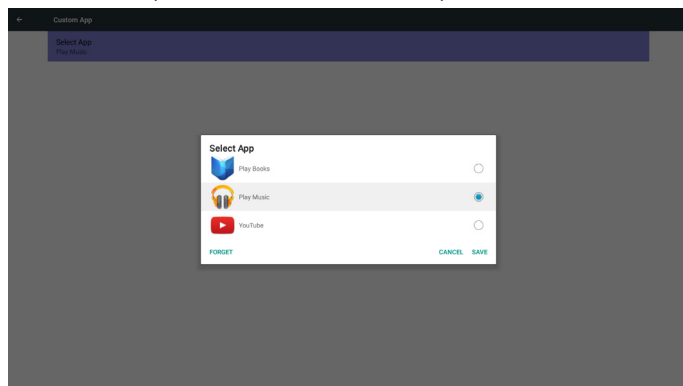 Custom App
Select App
Play Music
Select App
Play Books
Play Music
YouTube
FORGET CANCEL SAVE